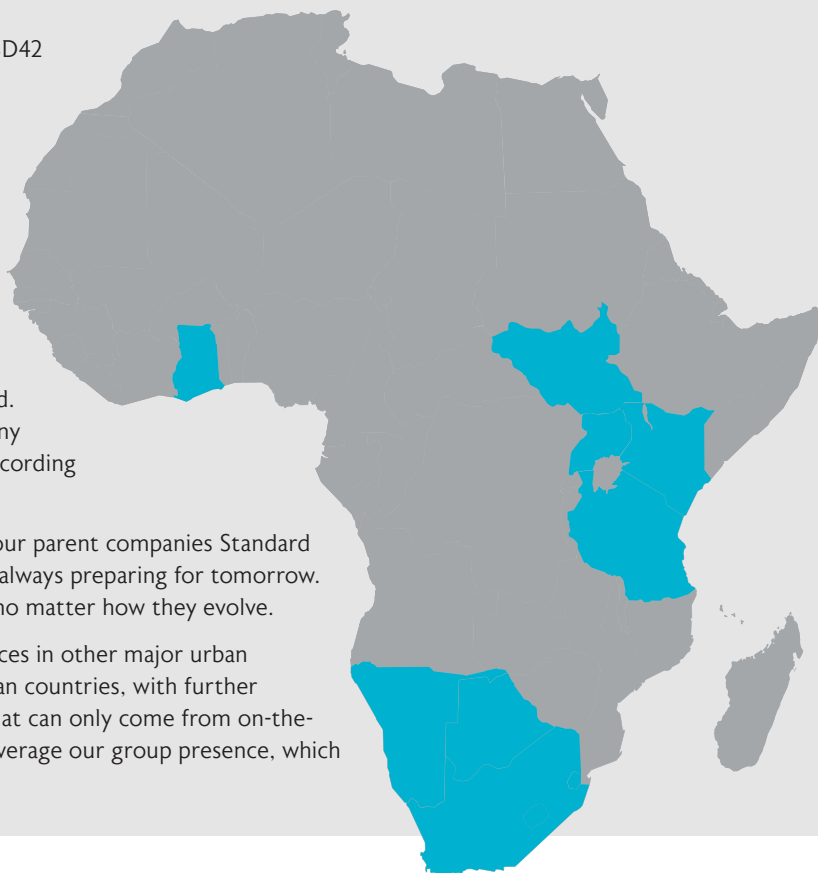 D42
d.
ny
cording
our parent companies Standard
always preparing for tomorrow.
no matter how they evolve.
ces in other major urban
an countries, with further
at can only come from on-the-
verage our group presence, which